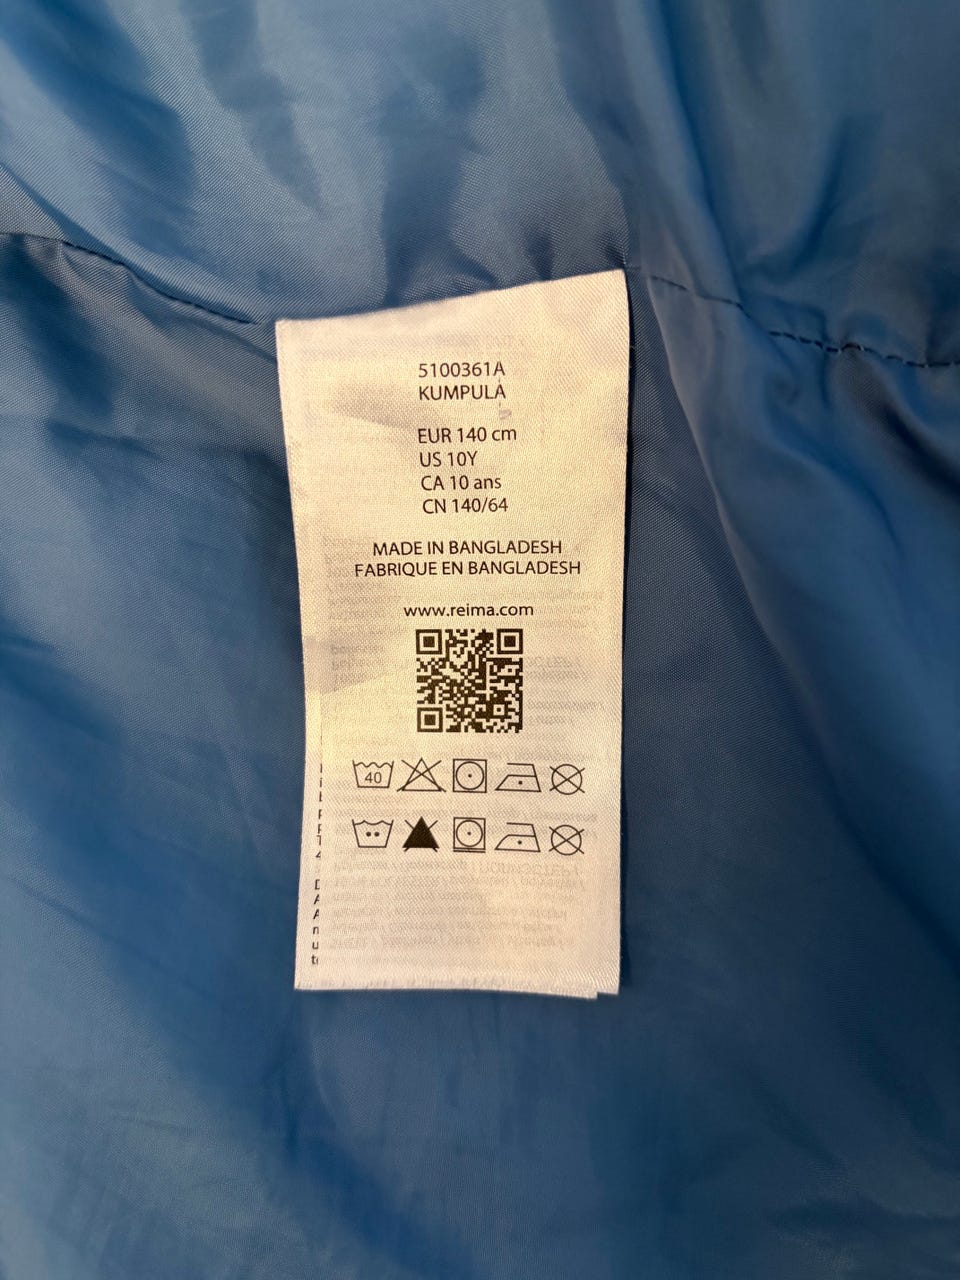 5100361A
KUMPULA
EUR 140 cm
US 10Y
CA 10 ans
CN 140/64
MADE IN BANGLADESH
FABRIQUE EN BANGLADESH
www.reima.com
40